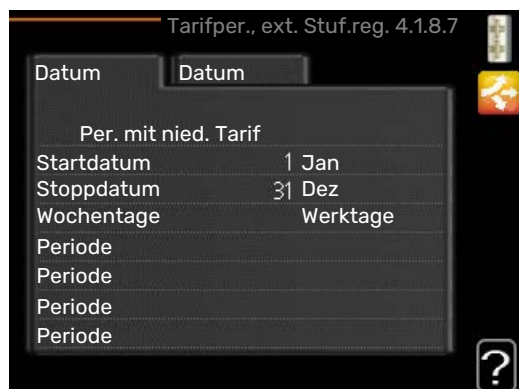 Tarifper., ext. Stuf.reg. 4.1.8.7
Datum Datum
Per. mit nied. Tarif
Startdatum 1 Jan
Stoppdatum 31 Dez
Wochentage Werktage
Periode
Periode
Periode
Periode
?